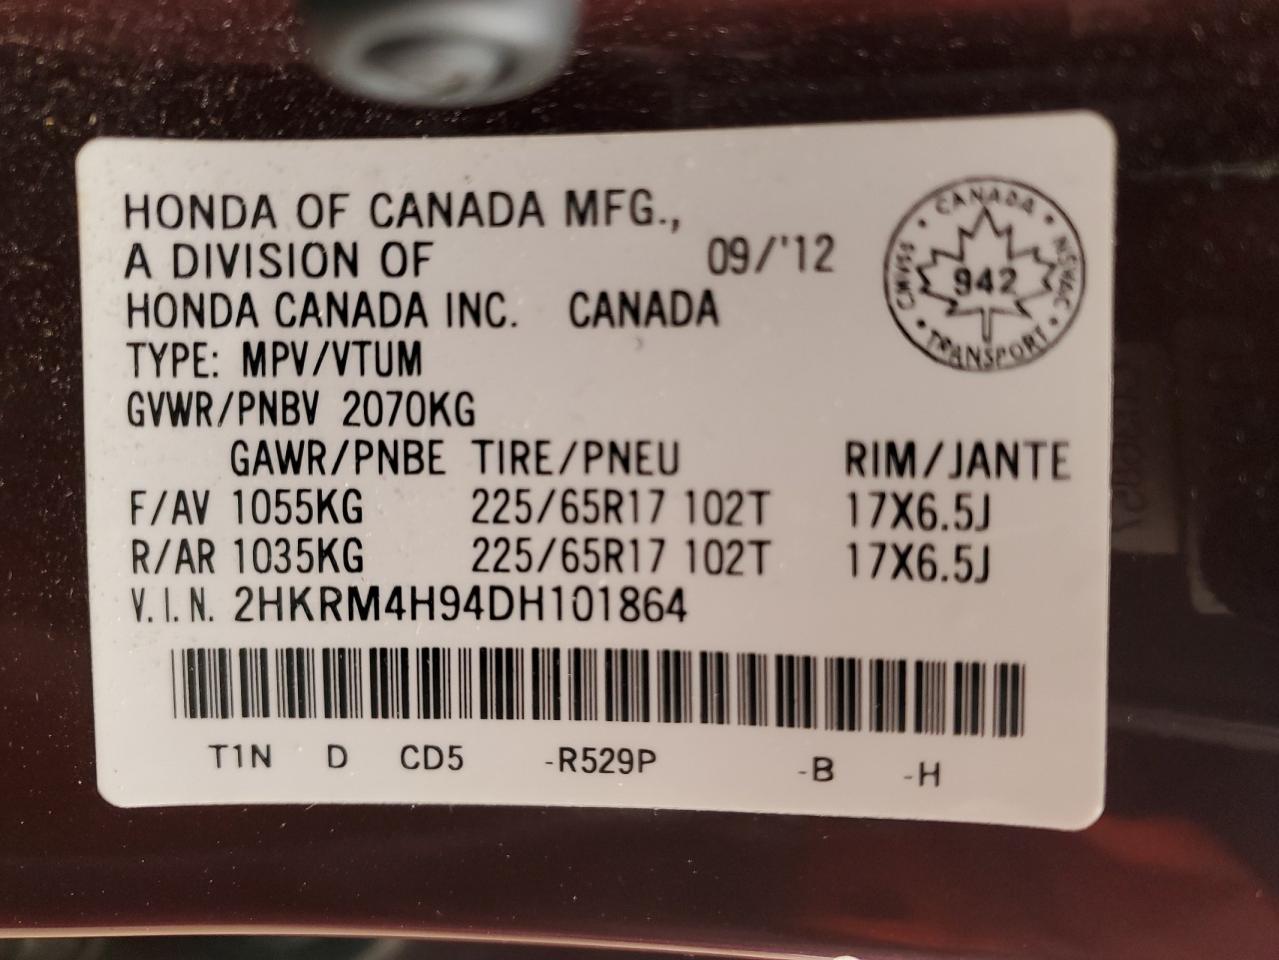 HONDA OF CANADA MFG.,
A DIVISION OF 09/'12
HONDA CANADA INC. CANADA
TYPE: MPV/VTUM
GVWR/PNBV 2070KG
GAWR/PNBE TIRE/PNEU RIM/JANTE
F/AV 1055KG 225/65R17 102T 17X6.5J
R/AR 1035KG 225/65R17 102T 17X6.5J
V.I.N. 2HKRM4H94DH101864
T1N D CD5 -R529P -B -H
CANADA
NSVAC
TRANSPORT
CMVSS
942